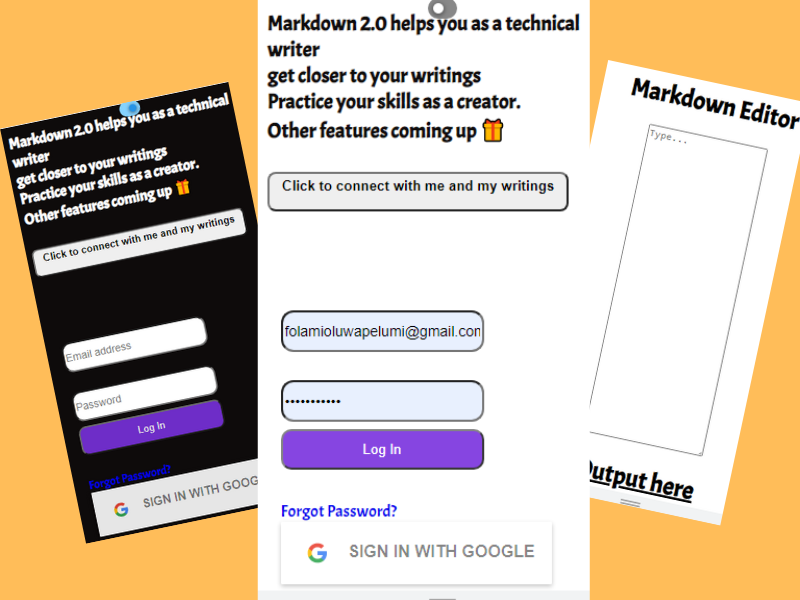 Markdown 2.0 helps you as a technical
writer
get closer to your writings
Practice your skills as a creator.
Other features coming up 🎁
Click to connect with me and my writings
Email address
Password
Log In
Forgot Password?
SIGN IN WITH GOOG
Markdown 2.0 helps you as a technical
writer
get closer to your writings
Practice your skills as a creator.
Other features coming up 🎁
Click to connect with me and my writings
folamioluwapelumi@gmail.com
•••••••••••
Log In
Forgot Password?
SIGN IN WITH GOOGLE
Markdown Editor
Type...
Output here